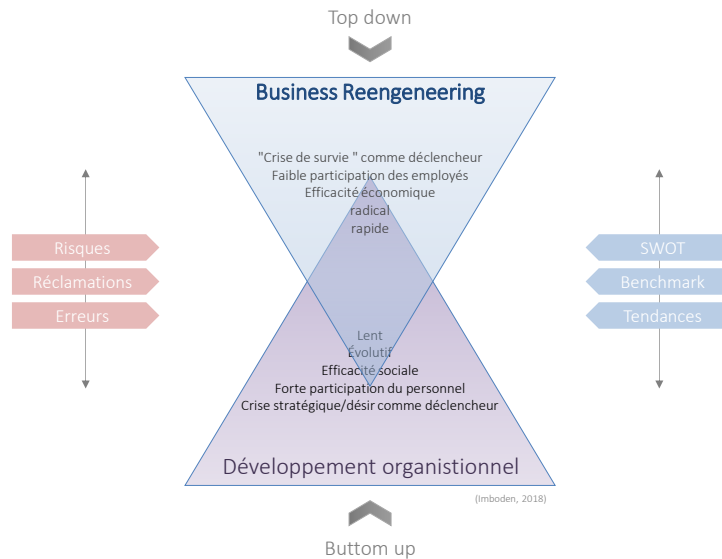 Top down
Business Reengeneering
"Crise de survie " comme déclencheur
Faible participation des employés
Efficacité économique
radical
rapide
Risques
Réclamations
Erreurs
SWOT
Benchmark
Tendances
Lent
Évolutif
Efficacité sociale
Forte participation du personnel
Crise stratégique/désir comme déclencheur
Développement organistionnel
(Imboden, 2018)
Buttom up